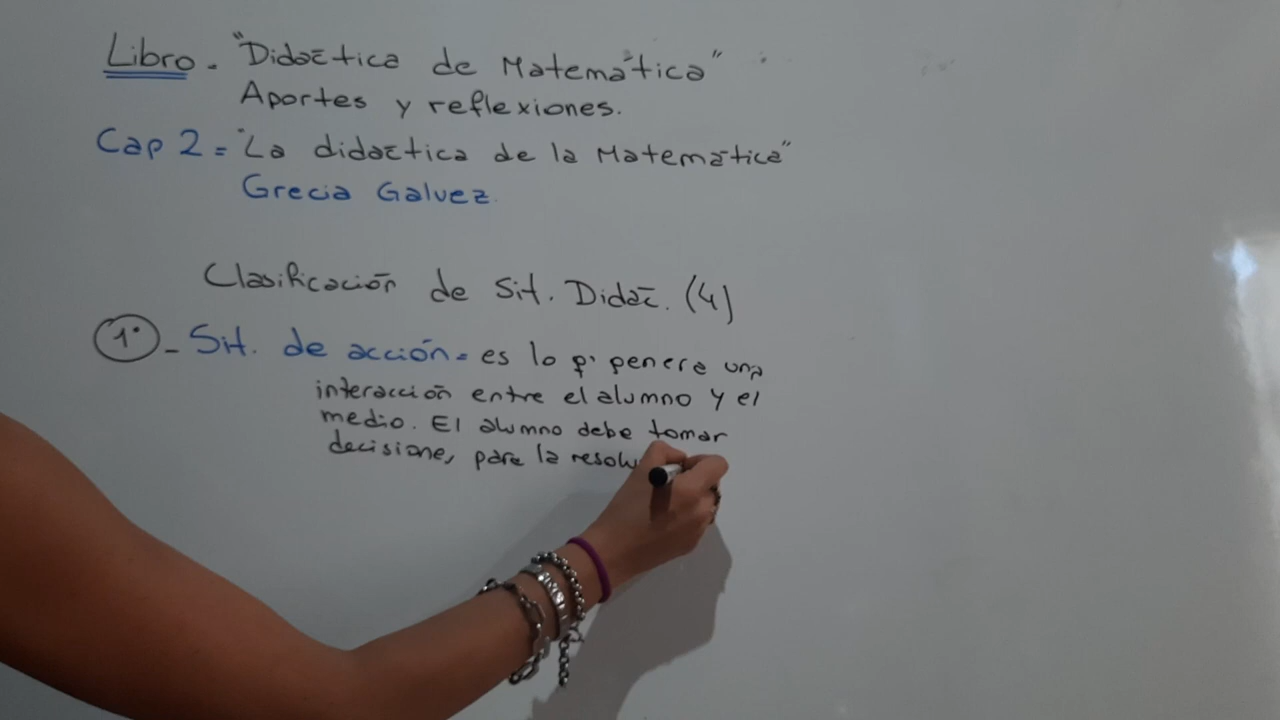 Libro. "Didáctica de Matemática"
Aportes y reflexiones.
Cap 2 = "La didáctica de la Matemática"
Grecia Galvez.
Clasificación de Sit. Didác. (4)
1° - Sit. de acción = es lo q' genera una
interacción entre el alumno y el
medio. El alumno debe tomar
decisiones, para la resolu